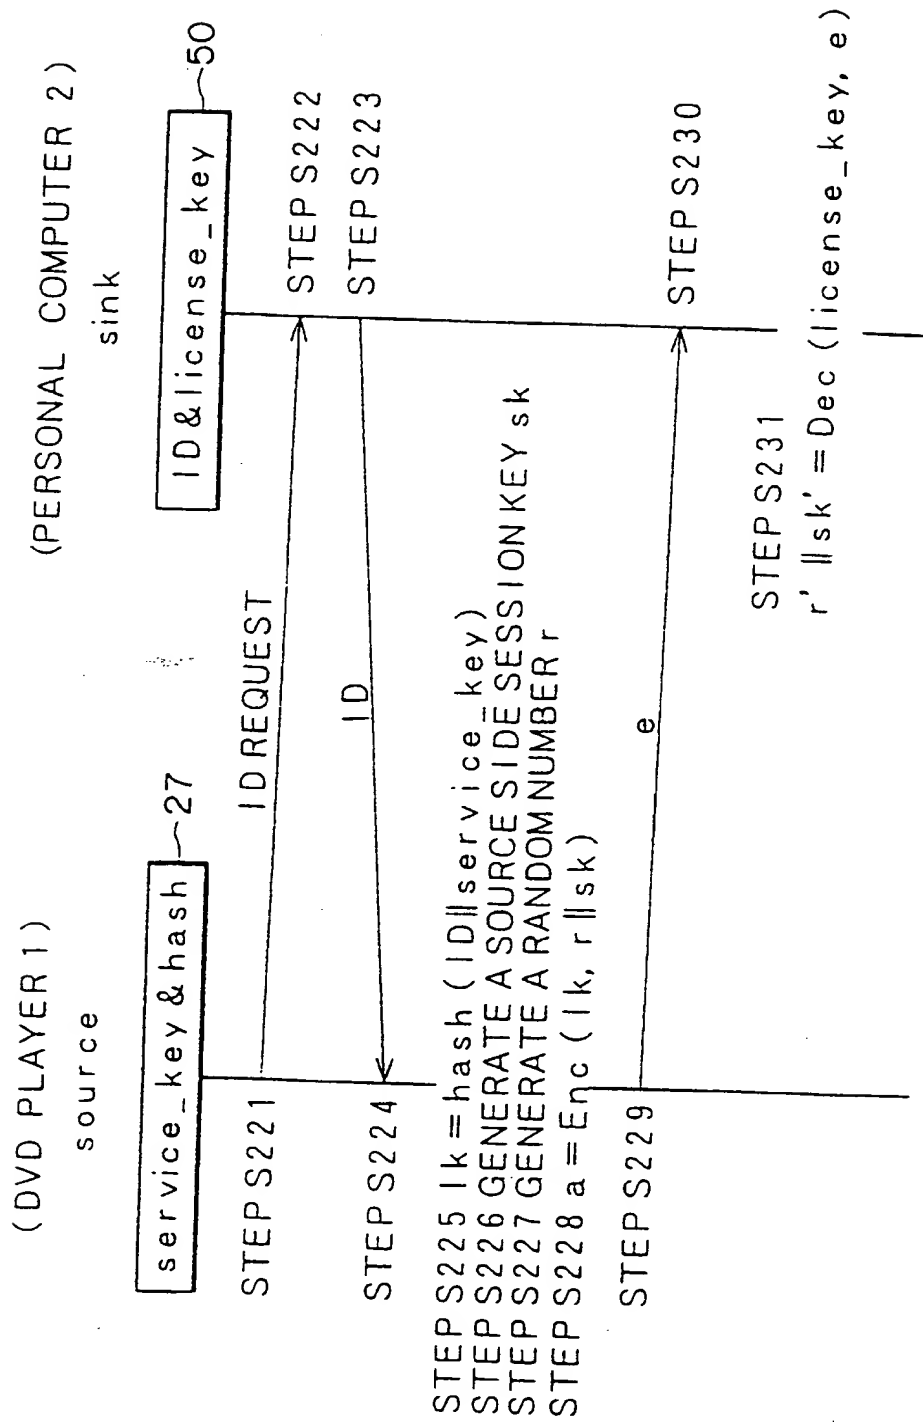 (DVD PLAYER 1)
source
(PERSONAL COMPUTER 2)
sink
service_key&hash
27
ID&license_key
50
STEP S221
ID REQUEST
STEP S222
STEP S224
ID
STEP S223
STEP S225 lk=hash (ID||service_key)
STEP S226 GENERATE A SOURCE SIDE SESSION KEY sk
STEP S227 GENERATE A RANDOM NUMBER r
STEP S228 a=Enc (lk, r||sk)
STEP S229
e
STEP S230
STEP S231
r'||sk'=Dec (license_key, e)